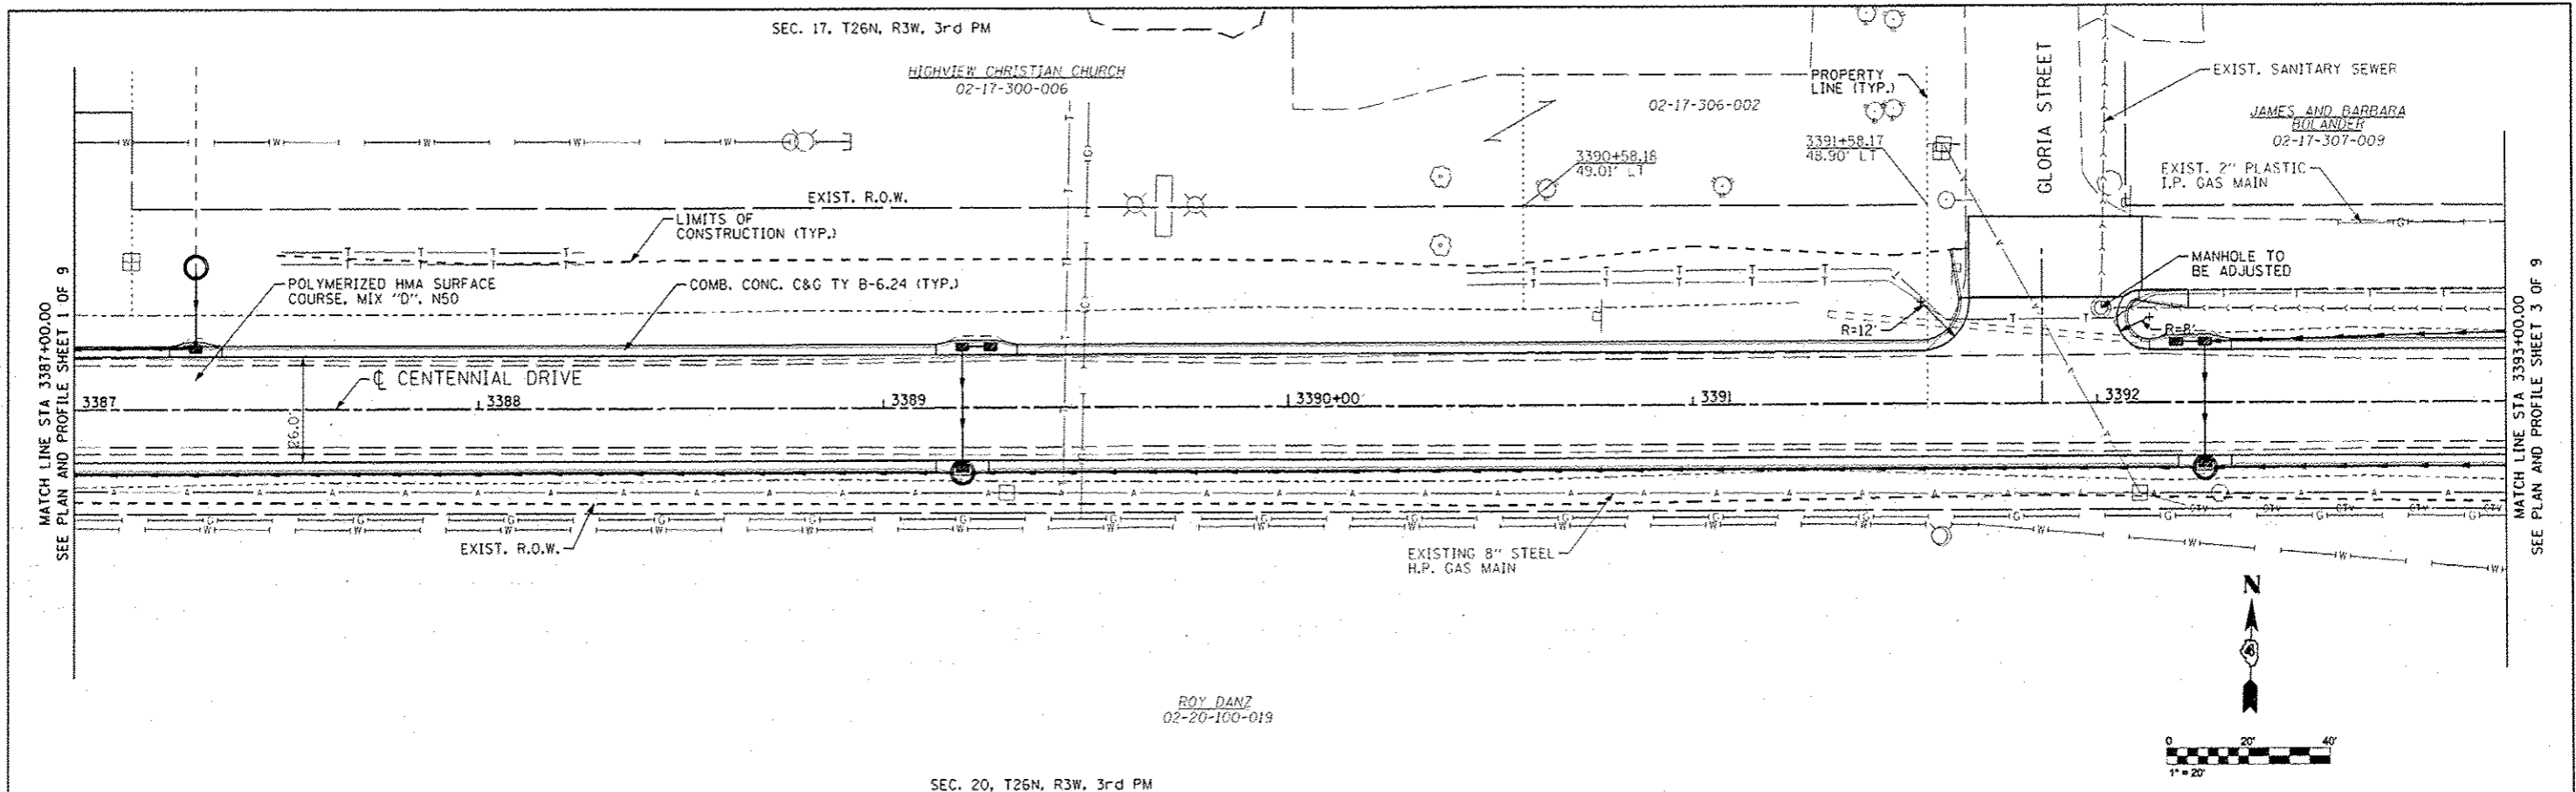 SEC. 17, T26N, R3W, 3rd PM
HIGHVIEW CHRISTIAN CHURCH
02-17-300-006
PROPERTY
LINE (TYP.)
02-17-306-002
GLORIA STREET
EXIST. SANITARY SEWER
JAMES AND BARBARA
BOLANDER
02-17-307-009
3390+58.18
49.01' LT
3391+58.17
48.90' LT
EXIST. 2" PLASTIC
I.P. GAS MAIN
EXIST. R.O.W.
LIMITS OF
CONSTRUCTION (TYP.)
MANHOLE TO
BE ADJUSTED
POLYMERIZED HMA SURFACE
COURSE, MIX "D", N50
COMB. CONC. C&G TY B-6.24 (TYP.)
R=12'
R=8'
MATCH LINE STA 3387+00.00
SEE PLAN AND PROFILE SHEET 1 OF 9
℄ CENTENNIAL DRIVE
3387
3388
3389
3390+00
3391
3392
26.0'
MATCH LINE STA 3393+00.00
SEE PLAN AND PROFILE SHEET 3 OF 9
EXIST. R.O.W.
EXISTING 8" STEEL
H.P. GAS MAIN
N
ROY DANZ
02-20-100-019
0 20' 40'
1" = 20'
SEC. 20, T26N, R3W, 3rd PM